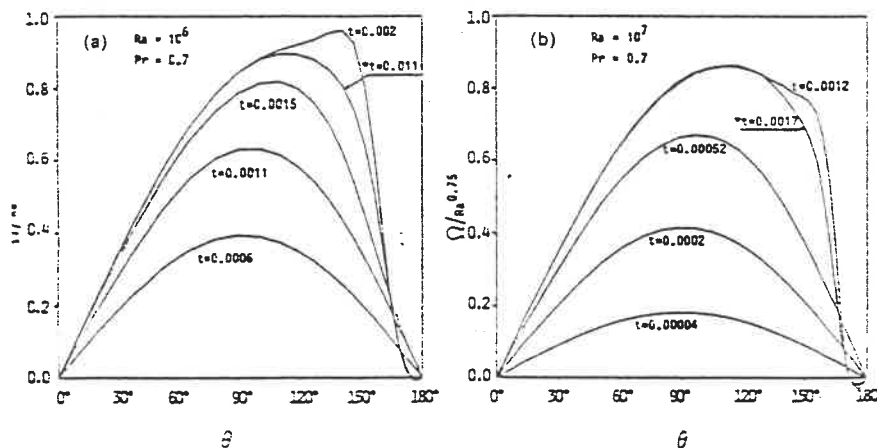 (a)
Ra = 10^6
Pr = 0.7
t=0.002
*t=0.011
t=0.0015
t=0.0011
t=0.0006
1.0
0.8
0.6
0.4
0.2
0.0
0° 30° 60° 90° 120° 150° 180°
θ
(b)
Ra = 10^7
Pr = 0.7
t=0.0012
*t=0.0017
t=0.00052
t=0.0002
t=0.00004
Ω/Ra^0.75
1.0
0.8
0.6
0.4
0.2
0.0
0° 30° 60° 90° 120° 150° 180
θ